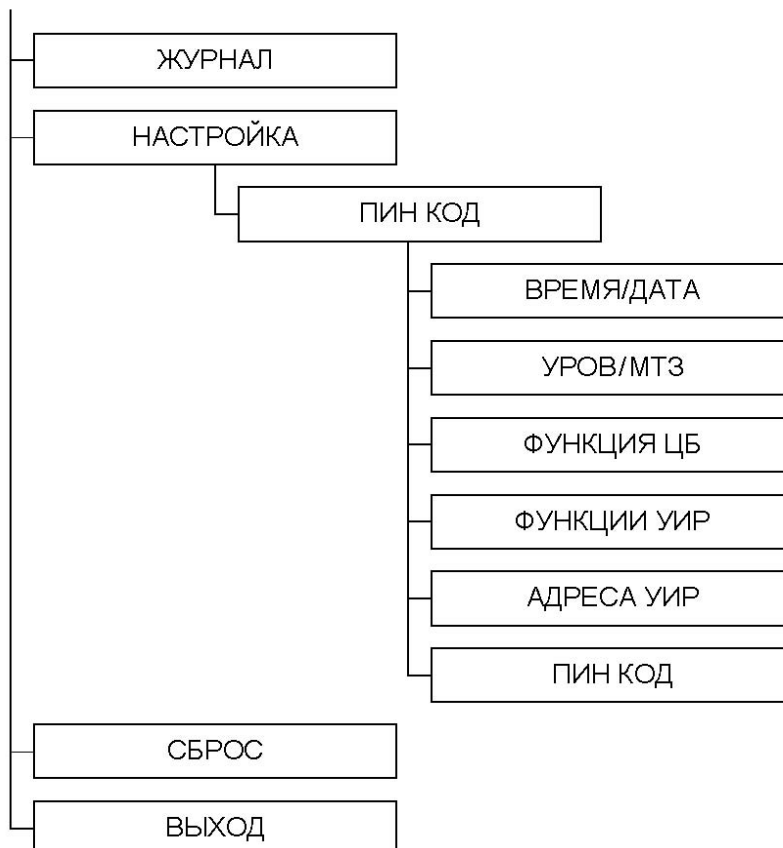 ЖУРНАЛ
НАСТРОЙКА
ПИН КОД
ВРЕМЯ/ДАТА
УРОВ/МТЗ
ФУНКЦИЯ ЦБ
ФУНКЦИИ УИР
АДРЕСА УИР
ПИН КОД
СБРОС
ВЫХОД